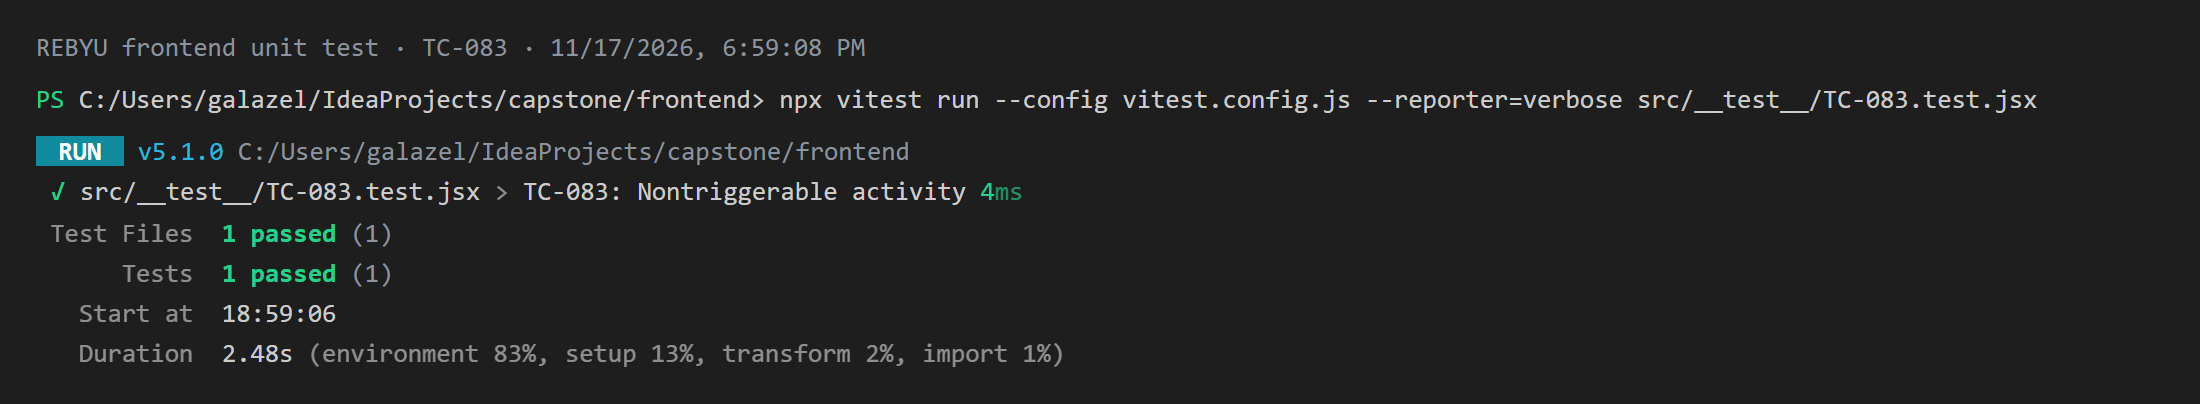 REBYU frontend unit test · TC-083 · 11/17/2026, 6:59:08 PM
PS C:/Users/galazel/IdeaProjects/capstone/frontend> npx vitest run --config vitest.config.js --reporter=verbose src/__test__/TC-083.test.jsx
RUN v5.1.0 C:/Users/galazel/IdeaProjects/capstone/frontend
√ src/__test__/TC-083.test.jsx > TC-083: Nontriggerable activity 4ms
Test Files 1 passed (1)
Tests 1 passed (1)
Start at 18:59:06
Duration 2.48s (environment 83%, setup 13%, transform 2%, import 1%)